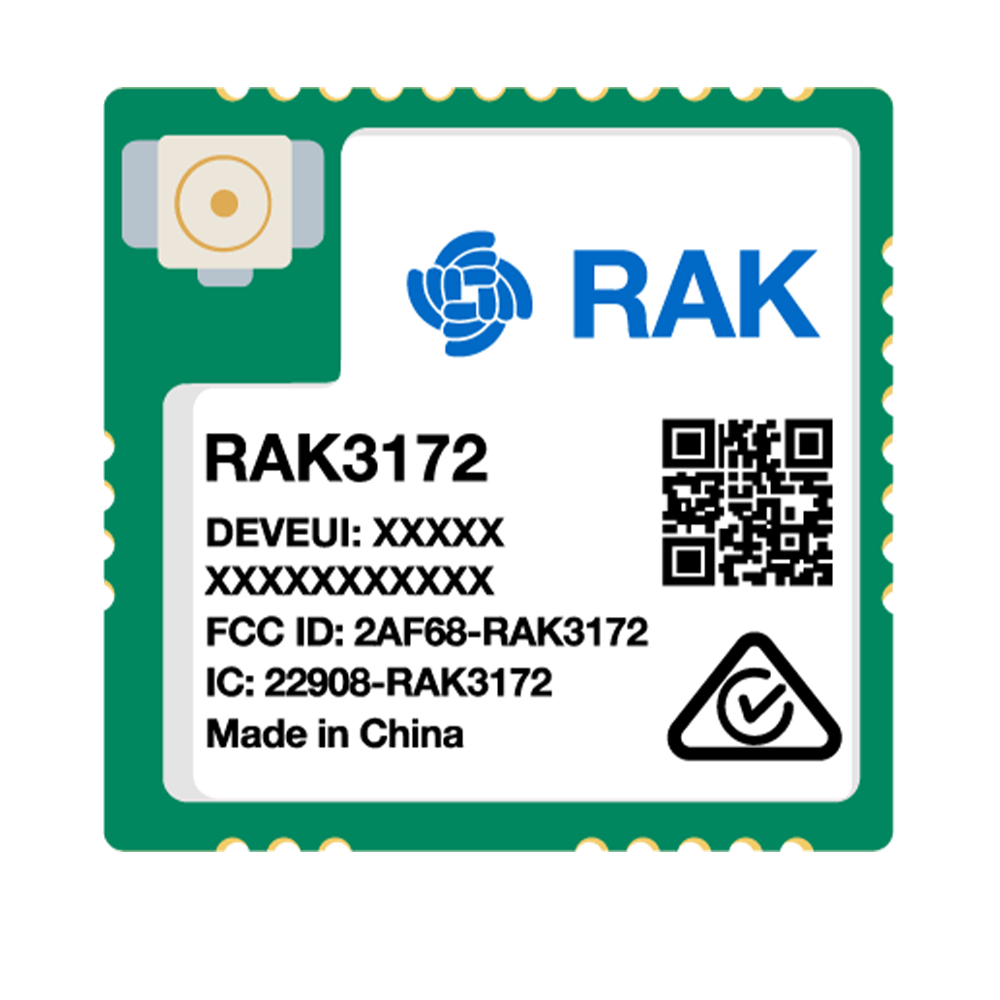 RAK
RAK3172
DEVEUI: XXXXX
XXXXXXXXXXX
FCC ID: 2AF68-RAK3172
IC: 22908-RAK3172
Made in China